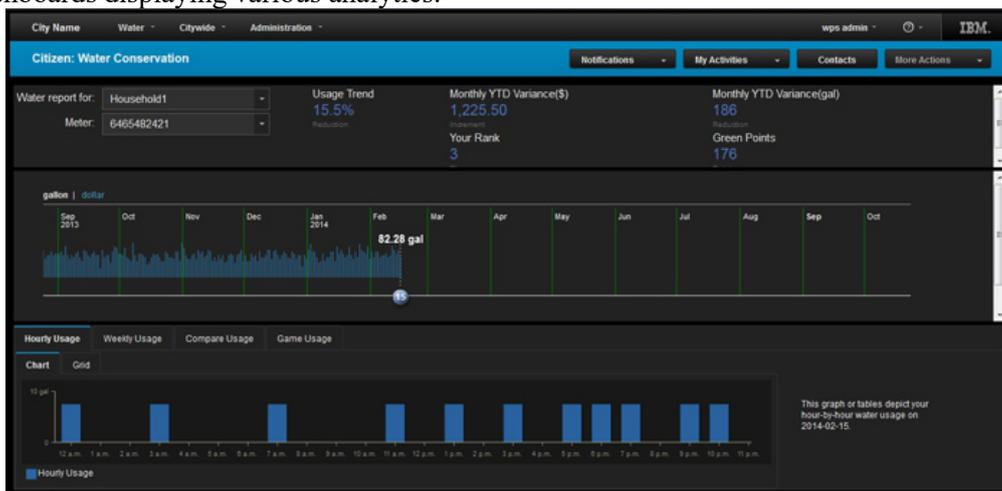 shboards displaying various analytics.
City Name Water Citywide Administration wps admin IBM.
Citizen: Water Conservation Notifications My Activities Contacts More Actions
Water report for: Household1
Meter: 6465482421
Usage Trend
15.5%
Reduction
Monthly YTD Variance($)
1,225.50
Increment
Your Rank
3
Monthly YTD Variance(gal)
186
Reduction
Green Points
176
gallon | dollar
Sep 2013 Oct Nov Dec Jan 2014 Feb Mar Apr May Jun Jul Aug Sep Oct
82.28 gal
15
Hourly Usage Weekly Usage Compare Usage Game Usage
Chart Grid
10 gal
0
12 a.m. 1 a.m. 2 a.m. 3 a.m. 4 a.m. 5 a.m. 6 a.m. 7 a.m. 8 a.m. 9 a.m. 10 a.m. 11 a.m. 12 p.m. 1 p.m. 2 p.m. 3 p.m. 4 p.m. 5 p.m. 6 p.m. 7 p.m. 8 p.m. 9 p.m. 10 p.m. 11 p.m.
Hourly Usage
This graph or tables depict your
hour-by-hour water usage on
2014-02-15.